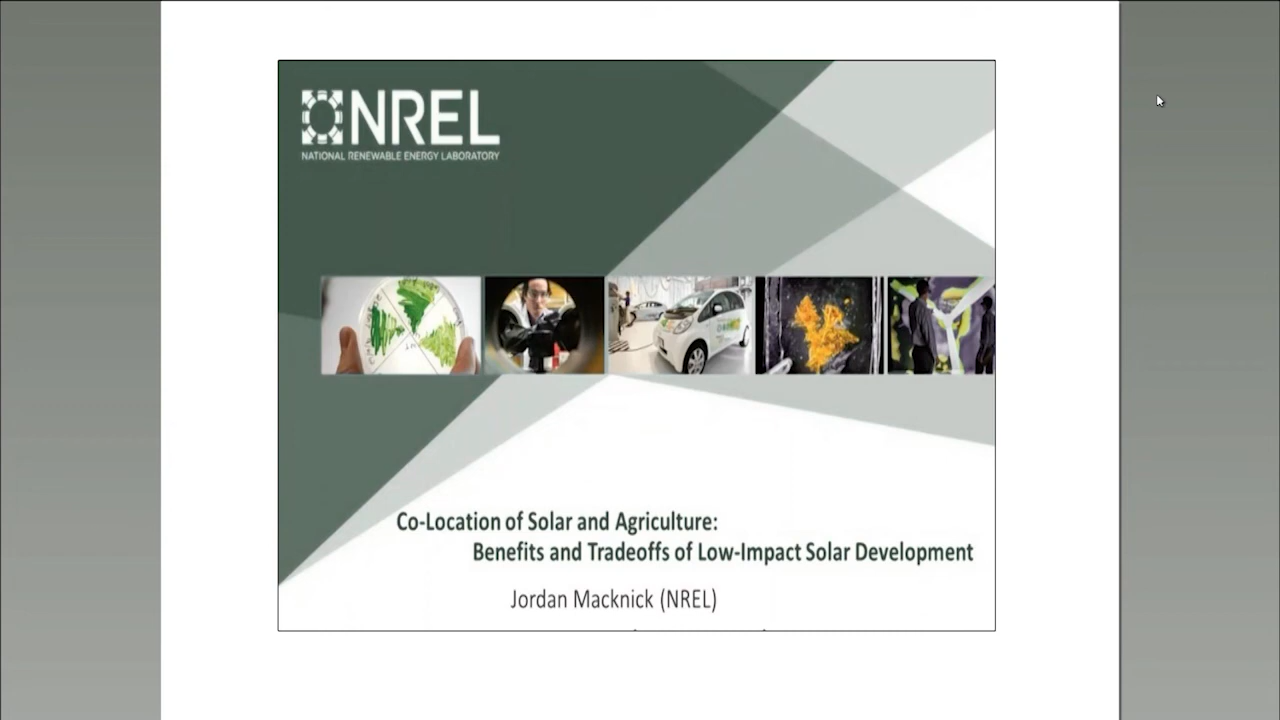 NREL
NATIONAL RENEWABLE ENERGY LABORATORY
Co-Location of Solar and Agriculture:
Benefits and Tradeoffs of Low-Impact Solar Development
Jordan Macknick (NREL)